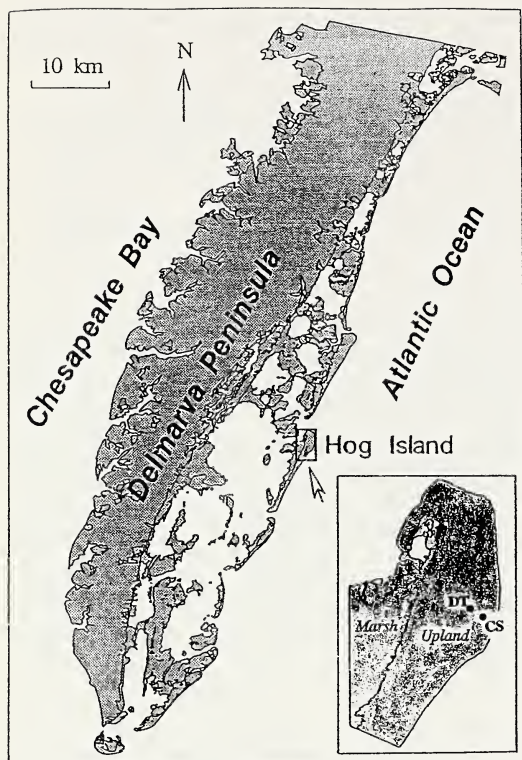 N
10 km
Chesapeake Bay
Delmarva Peninsula
Atlantic Ocean
Hog Island
DT
CS
Marsh
Upland